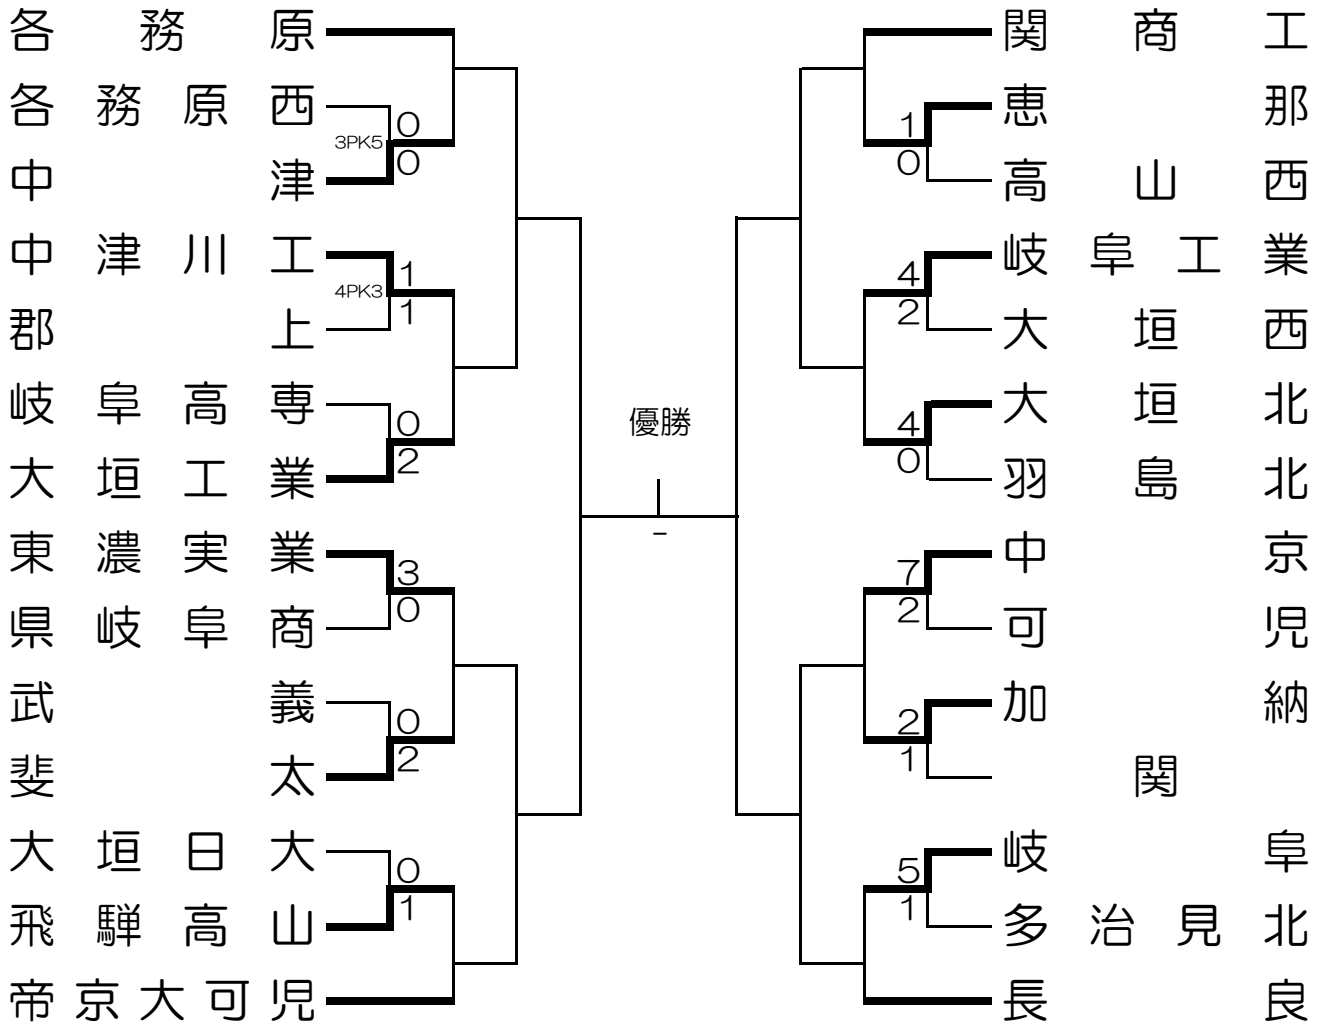 各務原
各務原西
0
3PK5
0
中津
中津川工
1
4PK3
1
郡上
岐阜高専
0
2
大垣工業
東濃実業
3
0
県岐阜商
武義
0
2
斐太
大垣日大
0
1
飛騨高山
帝京大可児
優勝
-
関商工
恵那
1
0
高山西
岐阜工業
4
2
大垣西
大垣北
4
0
羽島北
中京
7
2
可児
加納
2
1
関
岐阜
5
1
多治見北
長良